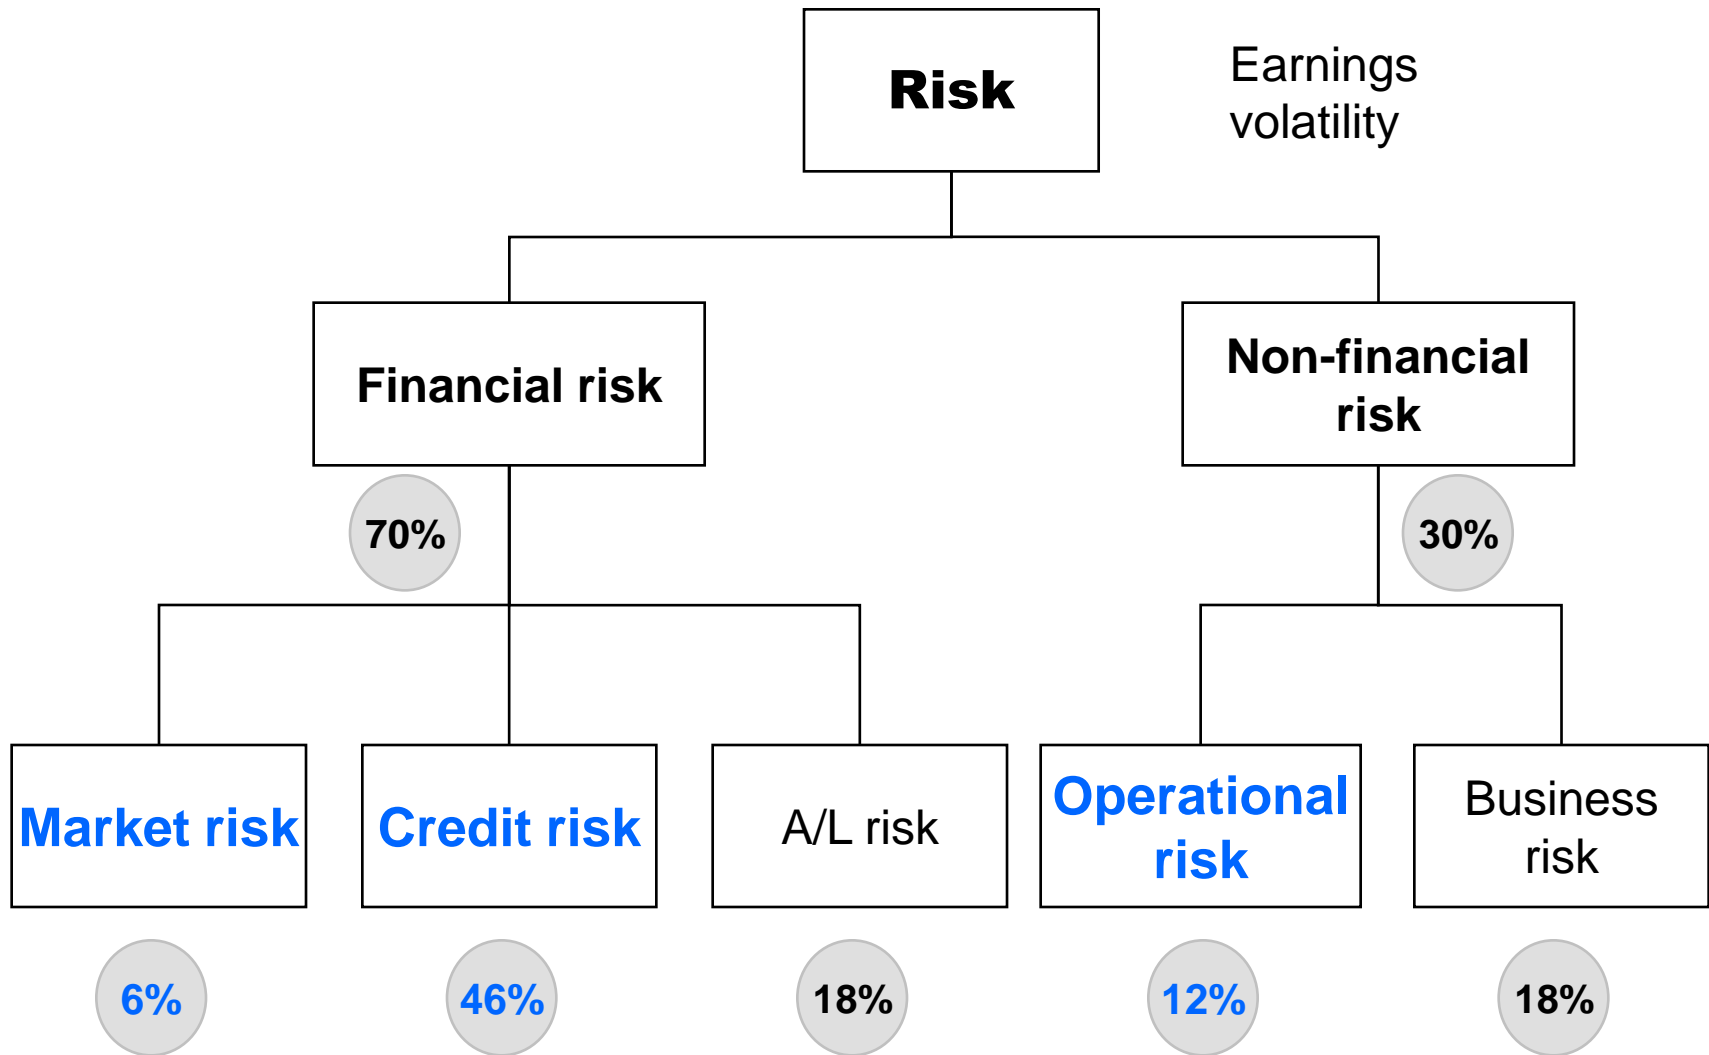 Risk
Earnings
volatility
Financial risk
Non-financial
risk
70%
30%
Market risk
Credit risk
A/L risk
Operational
risk
Business
risk
6%
46%
18%
12%
18%